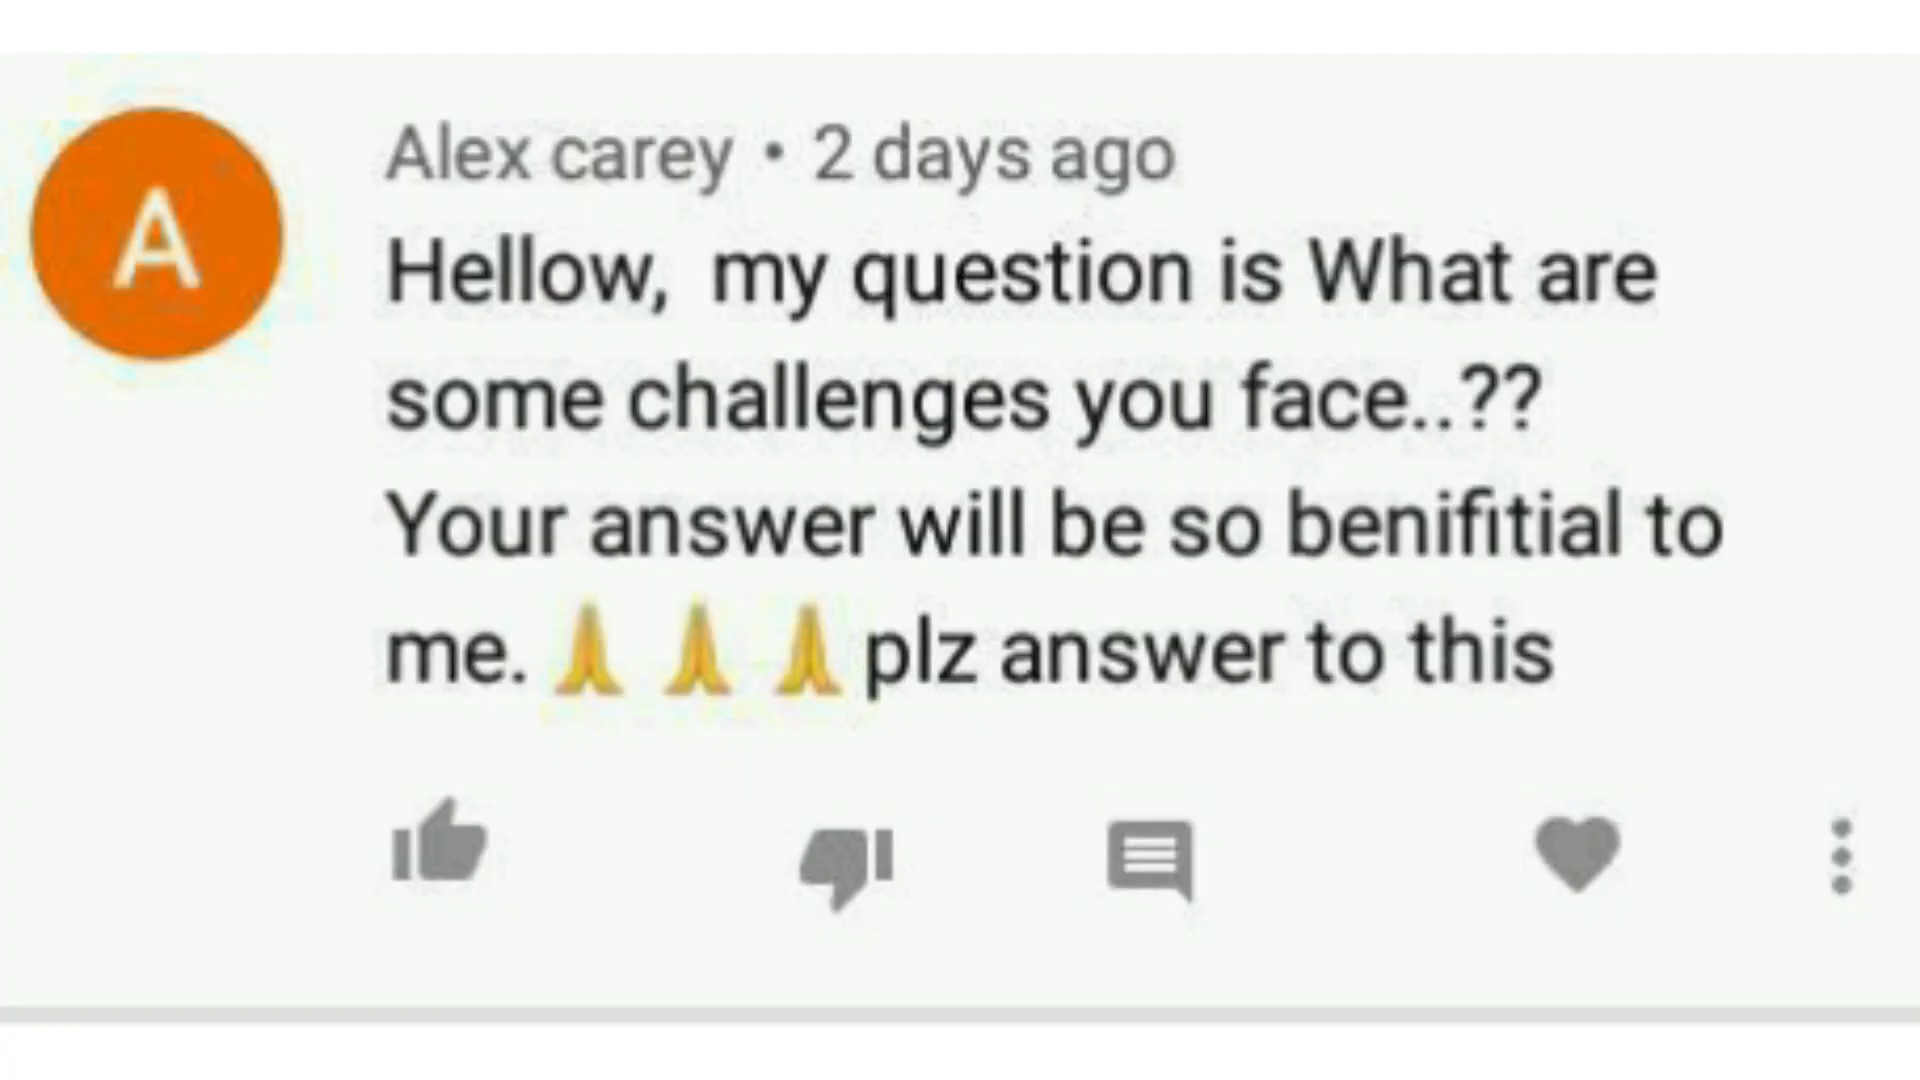 A
Alex carey • 2 days ago
Hellow, my question is What are
some challenges you face..??
Your answer will be so benifitial to
me. 🙏 🙏 🙏 plz answer to this